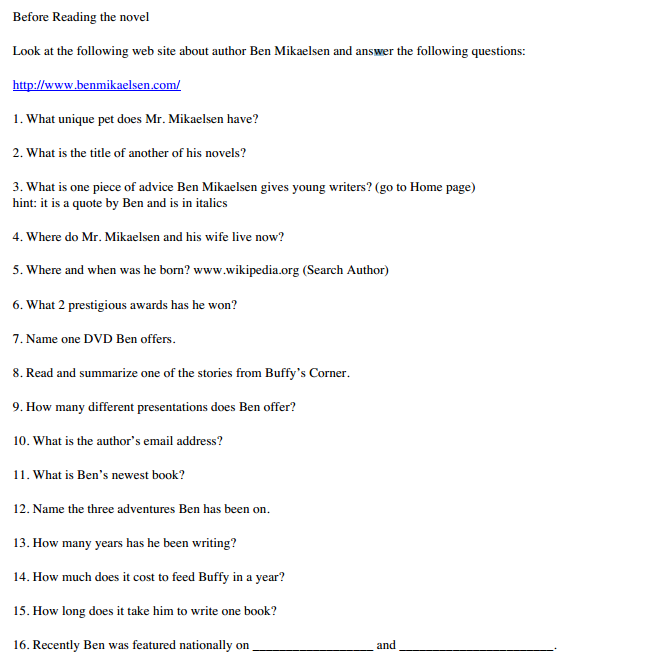 Before Reading the novel
Look at the following web site about author Ben Mikaelsen and answer the following questions:
http://www.benmikaelsen.com/
1. What unique pet does Mr. Mikaelsen have?
2. What is the title of another of his novels?
3. What is one piece of advice Ben Mikaelsen gives young writers? (go to Home page)
hint: it is a quote by Ben and is in italics
4. Where do Mr. Mikaelsen and his wife live now?
5. Where and when was he born? www.wikipedia.org (Search Author)
6. What 2 prestigious awards has he won?
7. Name one DVD Ben offers.
8. Read and summarize one of the stories from Buffy’s Corner.
9. How many different presentations does Ben offer?
10. What is the author’s email address?
11. What is Ben’s newest book?
12. Name the three adventures Ben has been on.
13. How many years has he been writing?
14. How much does it cost to feed Buffy in a year?
15. How long does it take him to write one book?
16. Recently Ben was featured nationally on __________________ and _______________________.